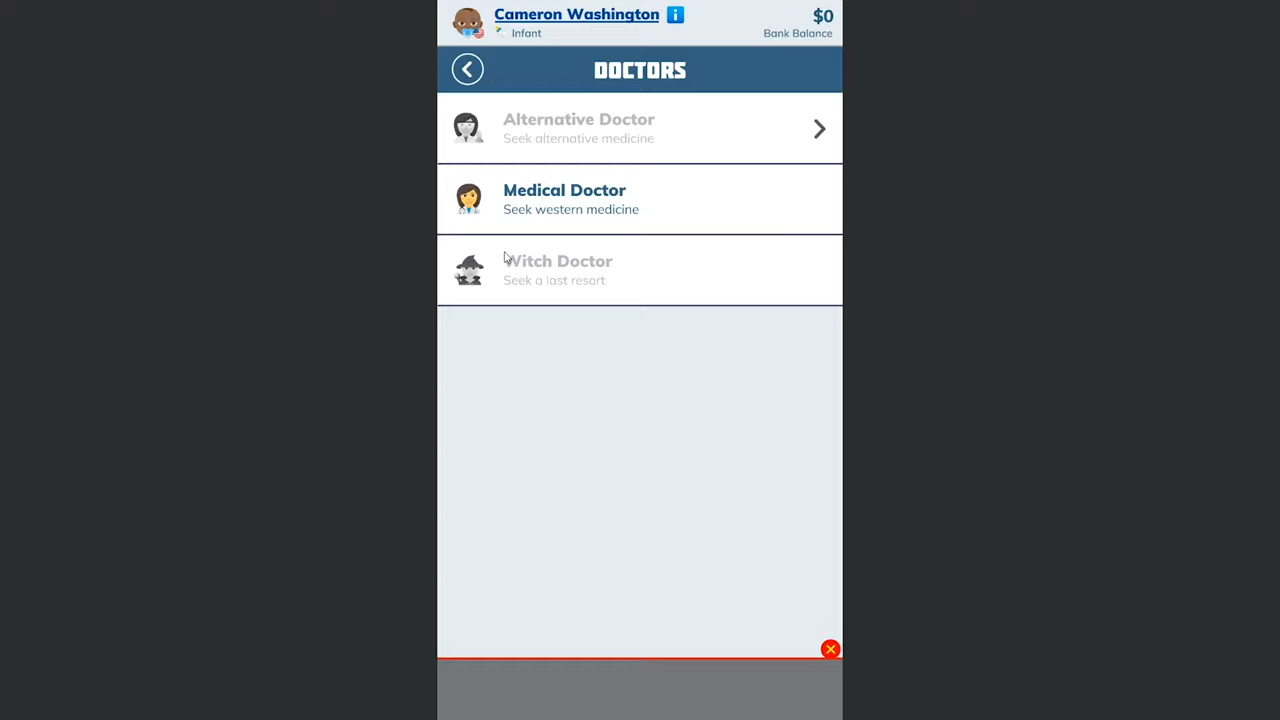 Cameron Washington
$0
Infant
Bank Balance
DOCTORS
Alternative Doctor
Seek alternative medicine
Medical Doctor
Seek western medicine
Witch Doctor
Seek a last resort